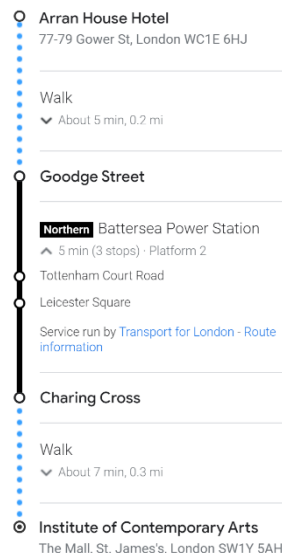 Arran House Hotel
77-79 Gower St, London WC1E 6HJ
Walk
About 5 min, 0.2 mi
Goodge Street
Northern Battersea Power Station
5 min (3 stops) · Platform 2
Tottenham Court Road
Leicester Square
Service run by Transport for London - Route
information
Charing Cross
Walk
About 7 min, 0.3 mi
Institute of Contemporary Arts
The Mall, St. James's, London SW1Y 5AH